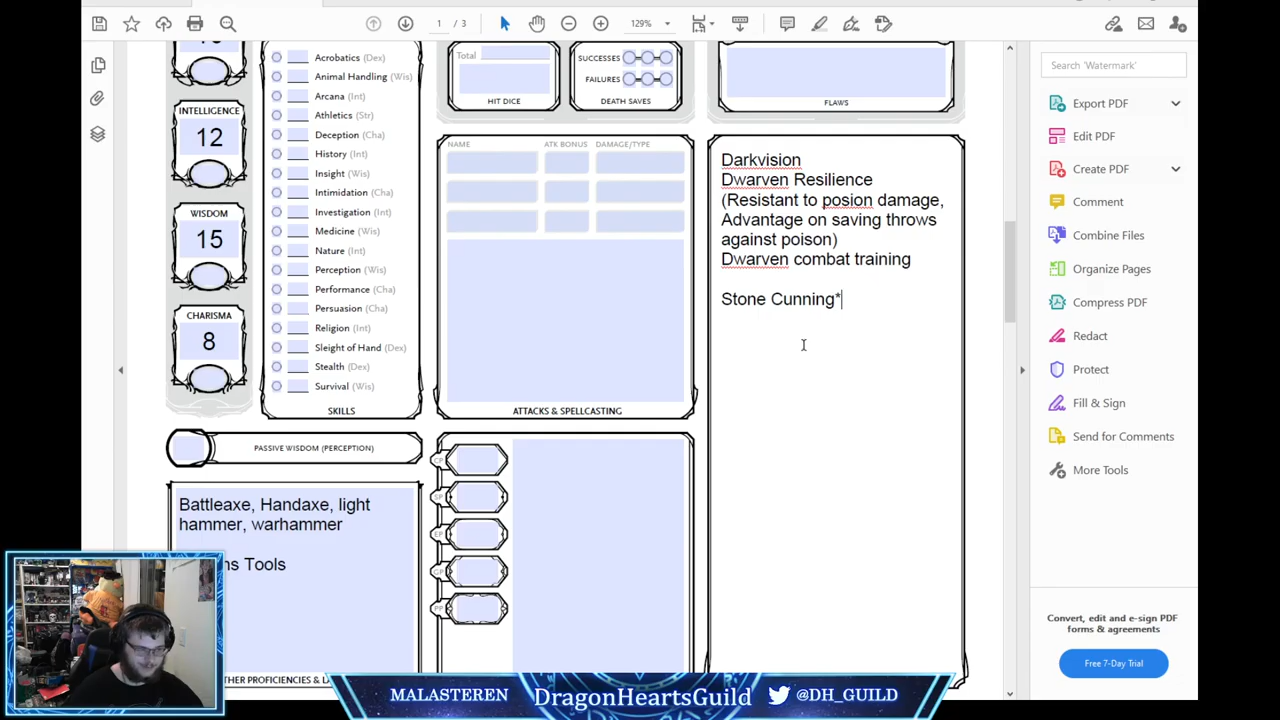 1 / 3
129%
Search 'Watermark'
Export PDF
Edit PDF
Create PDF
Comment
Combine Files
Organize Pages
Compress PDF
Redact
Protect
Fill & Sign
Send for Comments
More Tools
Convert, edit and e-sign PDF
forms & agreements
Free 7-Day Trial
INTELLIGENCE
12
WISDOM
15
CHARISMA
8
Acrobatics (Dex)
Animal Handling (Wis)
Arcana (Int)
Athletics (Str)
Deception (Cha)
History (Int)
Insight (Wis)
Intimidation (Cha)
Investigation (Int)
Medicine (Wis)
Nature (Int)
Perception (Wis)
Performance (Cha)
Persuasion (Cha)
Religion (Int)
Sleight of Hand (Dex)
Stealth (Dex)
Survival (Wis)
SKILLS
PASSIVE WISDOM (PERCEPTION)
Battleaxe, Handaxe, light
hammer, warhammer
ns Tools
THER PROFICIENCIES & L
Total
HIT DICE
SUCCESSES
FAILURES
DEATH SAVES
NAME ATK BONUS DAMAGE/TYPE
ATTACKS & SPELLCASTING
CP
SP
EP
GP
PP
FLAWS
Darkvision
Dwarven Resilience
(Resistant to posion damage,
Advantage on saving throws
against poison)
Dwarven combat training
Stone Cunning*
MALASTEREN DragonHeartsGuild @DH_GUILD